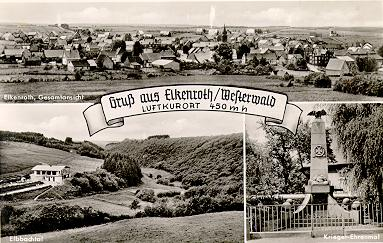 Elkenroth, Gesamtansicht
Gruß aus Elkenroth/Westerwald
LUFTKURORT 450 m h
Elbbachtal
Krieger-Ehrenmal